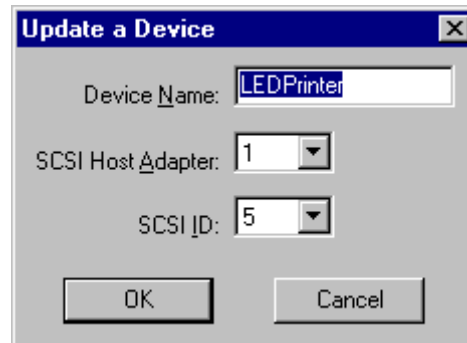 Update a Device
Device Name: LEDPrinter
SCSI Host Adapter: 1
SCSI ID: 5
OK Cancel